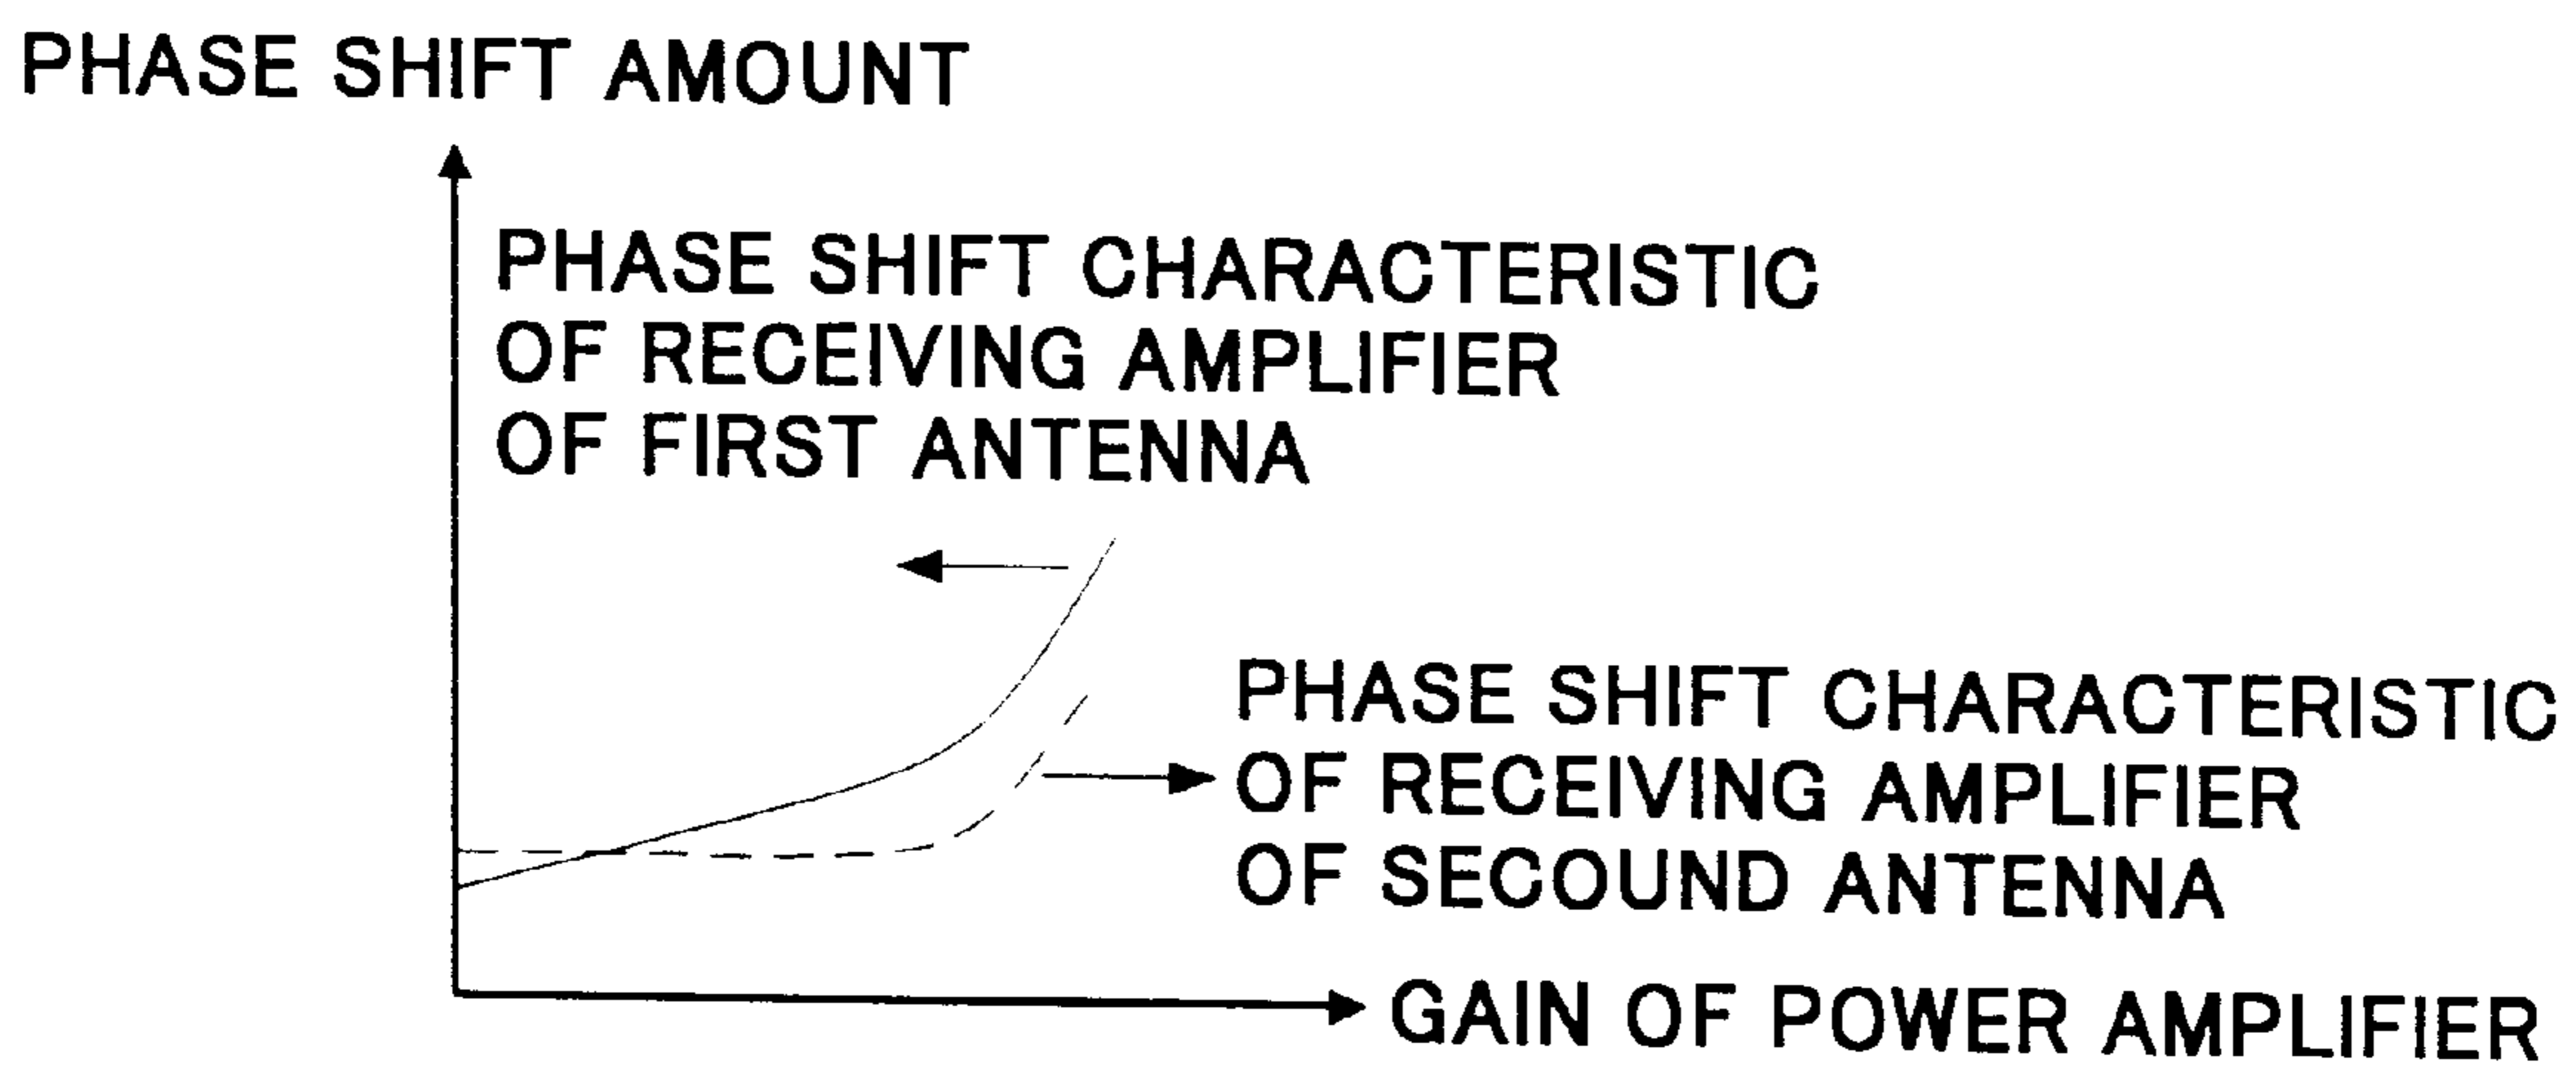 PHASE SHIFT AMOUNT
PHASE SHIFT CHARACTERISTIC
OF RECEIVING AMPLIFIER
OF FIRST ANTENNA
PHASE SHIFT CHARACTERISTIC
OF RECEIVING AMPLIFIER
OF SECOUND ANTENNA
GAIN OF POWER AMPLIFIER